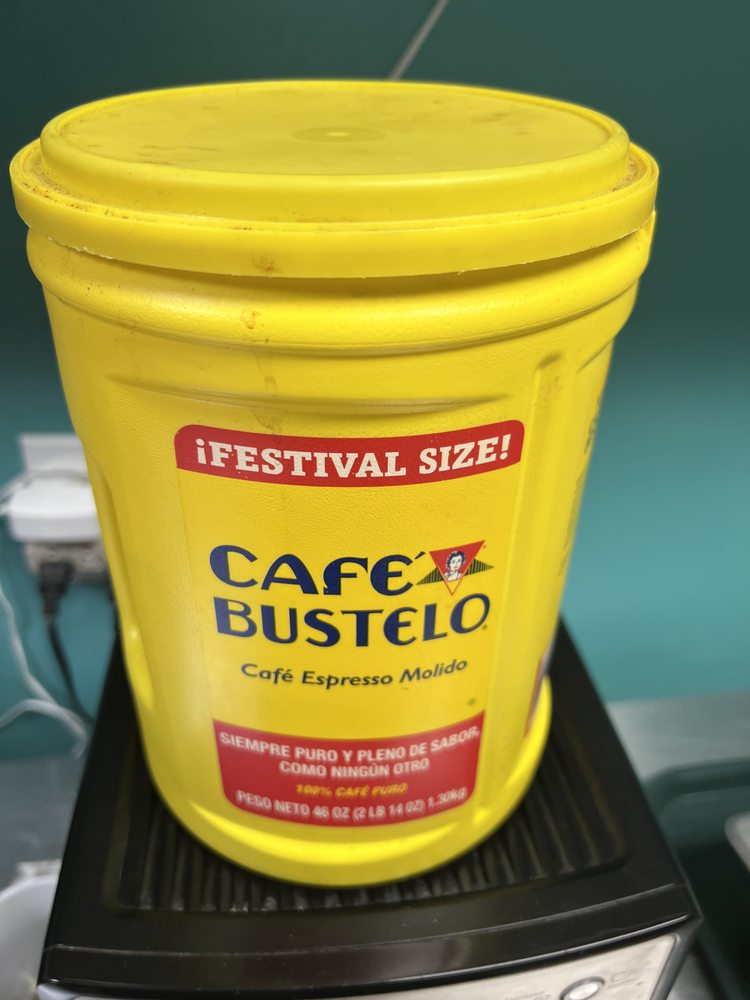 ¡FESTIVAL SIZE!
CAFÉ
BUSTELO
Café Espresso Molido
SIEMPRE PURO Y PLENO DE SABOR,
COMO NINGÚN OTRO
100% CAFÉ PURO
PESO NETO 46 OZ (2 LB 14 OZ) 1.30kg